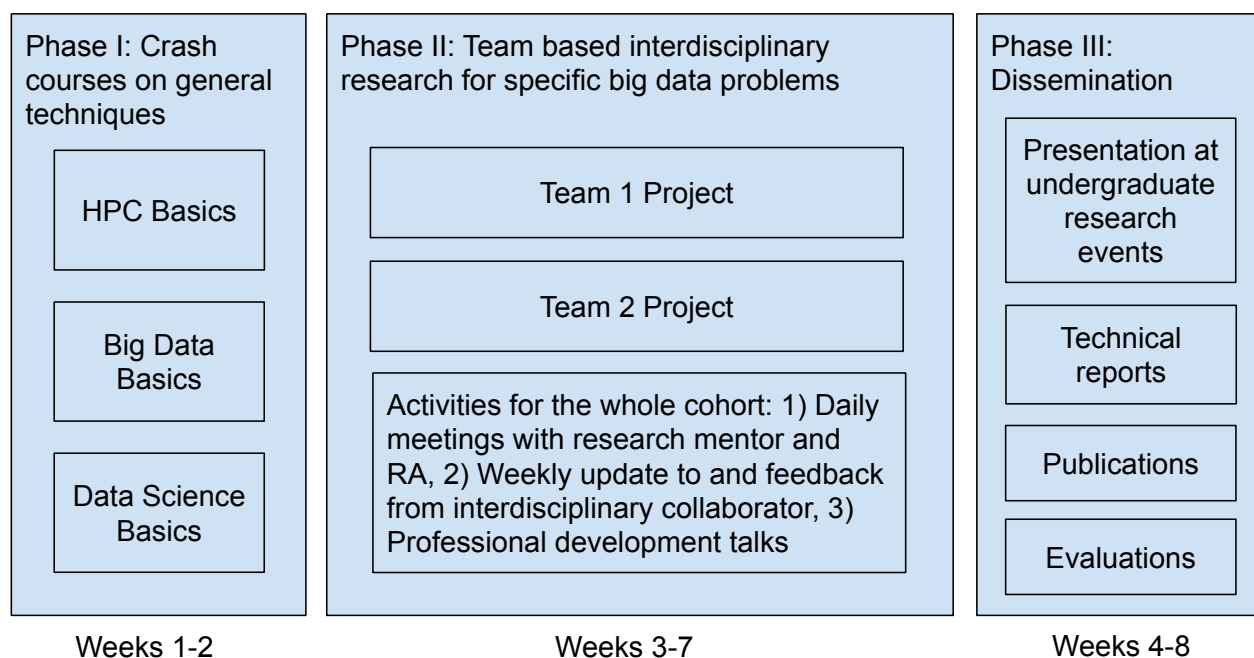 Phase I: Crash
courses on general
techniques
HPC Basics
Big Data
Basics
Data Science
Basics
Weeks 1-2
Phase II: Team based interdisciplinary
research for specific big data problems
Team 1 Project
Team 2 Project
Activities for the whole cohort: 1) Daily
meetings with research mentor and
RA, 2) Weekly update to and feedback
from interdisciplinary collaborator, 3)
Professional development talks
Weeks 3-7
Phase III:
Dissemination
Presentation at
undergraduate
research
events
Technical
reports
Publications
Evaluations
Weeks 4-8